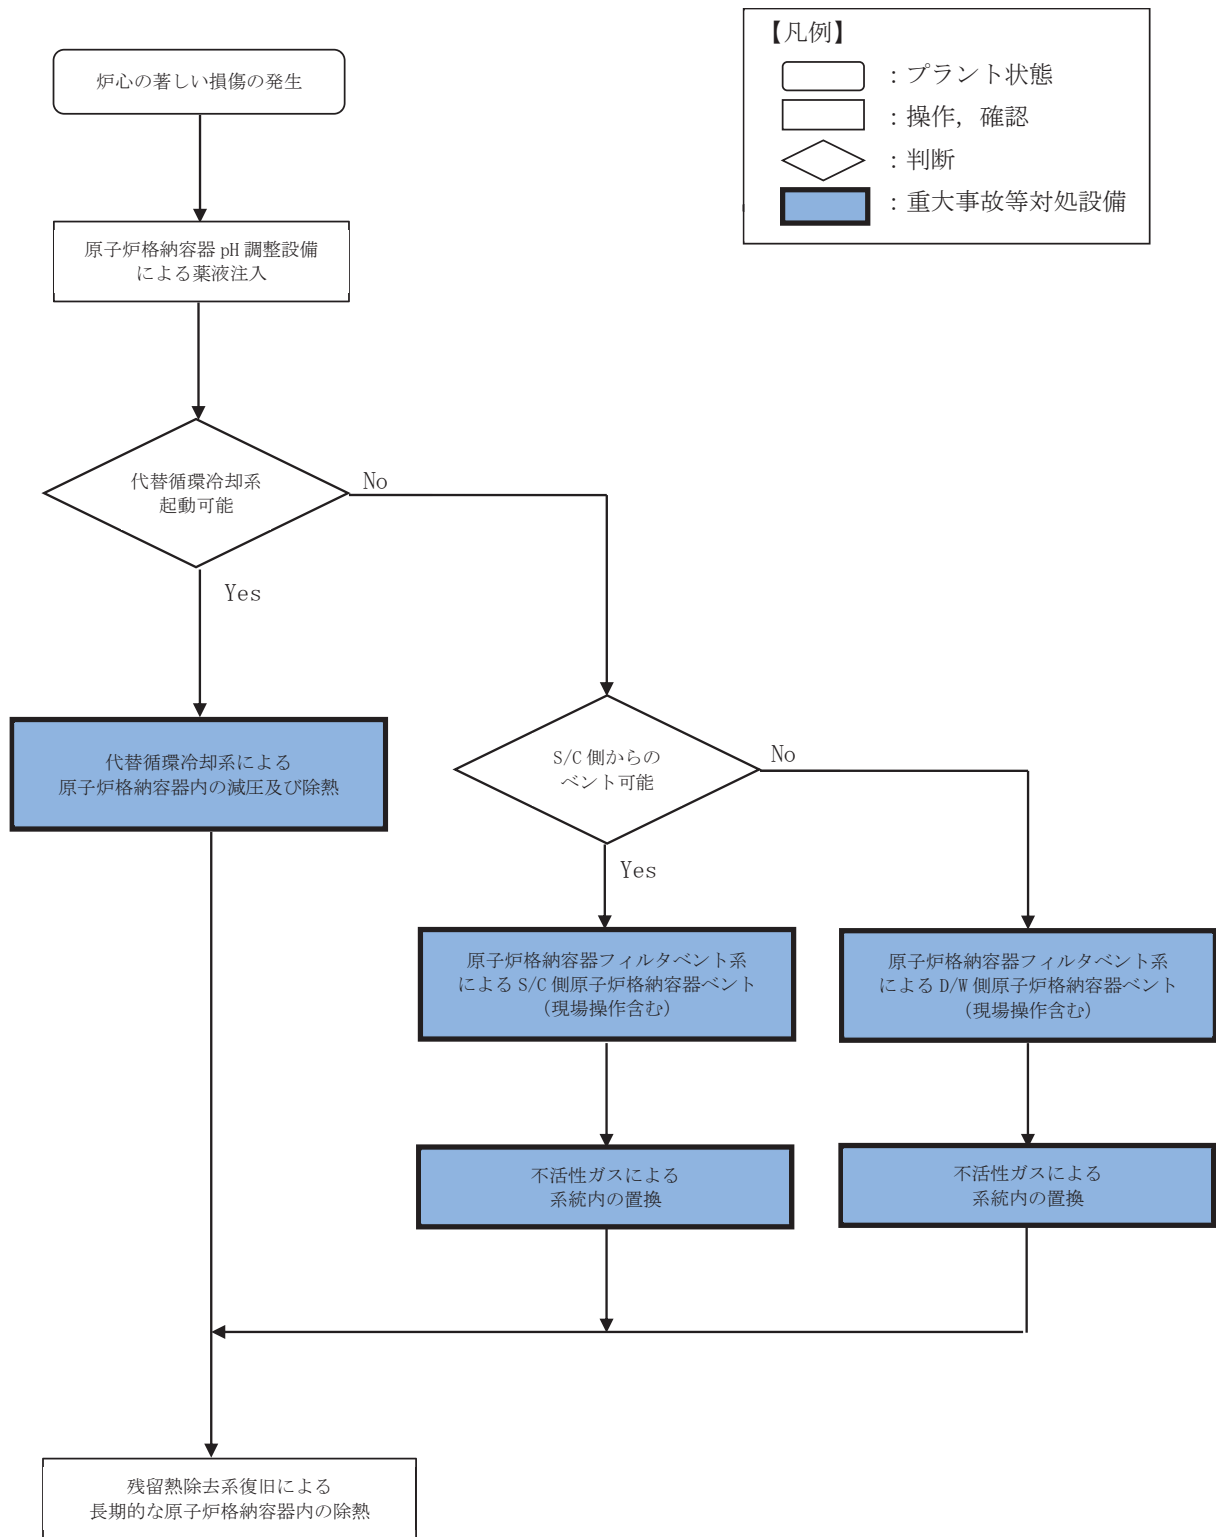 炉心の著しい損傷の発生
【凡例】
：プラント状態
：操作，確認
：判断
：重大事故等対処設備
原子炉格納容器 pH 調整設備
による薬液注入
代替循環冷却系
起動可能
No
Yes
代替循環冷却系による
原子炉格納容器内の減圧及び除熱
S/C 側からの
ベント可能
No
Yes
原子炉格納容器フィルタベント系
による S/C 側原子炉格納容器ベント
（現場操作含む）
原子炉格納容器フィルタベント系
による D/W 側原子炉格納容器ベント
（現場操作含む）
不活性ガスによる
系統内の置換
不活性ガスによる
系統内の置換
残留熱除去系復旧による
長期的な原子炉格納容器内の除熱